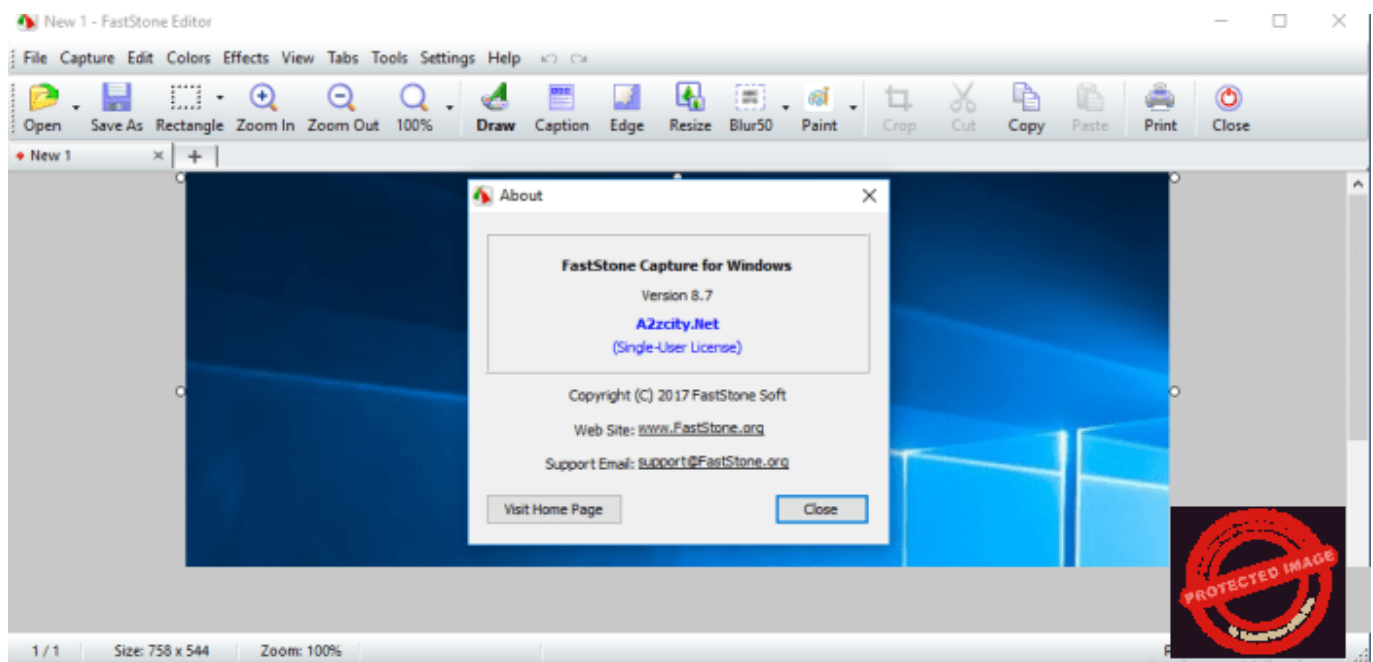 New 1 - FastStone Editor
File Capture Edit Colors Effects View Tabs Tools Settings Help
Open Save As Rectangle Zoom In Zoom Out 100% Draw Caption Edge Resize Blur50 Paint Crop Cut Copy Paste Print Close
New 1
About
FastStone Capture for Windows
Version 8.7
A2zcity.Net
(Single-User License)
Copyright (C) 2017 FastStone Soft
Web Site: www.FastStone.org
Support Email: support@FastStone.org
Visit Home Page Close
PROTECTED IMAGE
1 / 1 Size: 758 x 544 Zoom: 100%